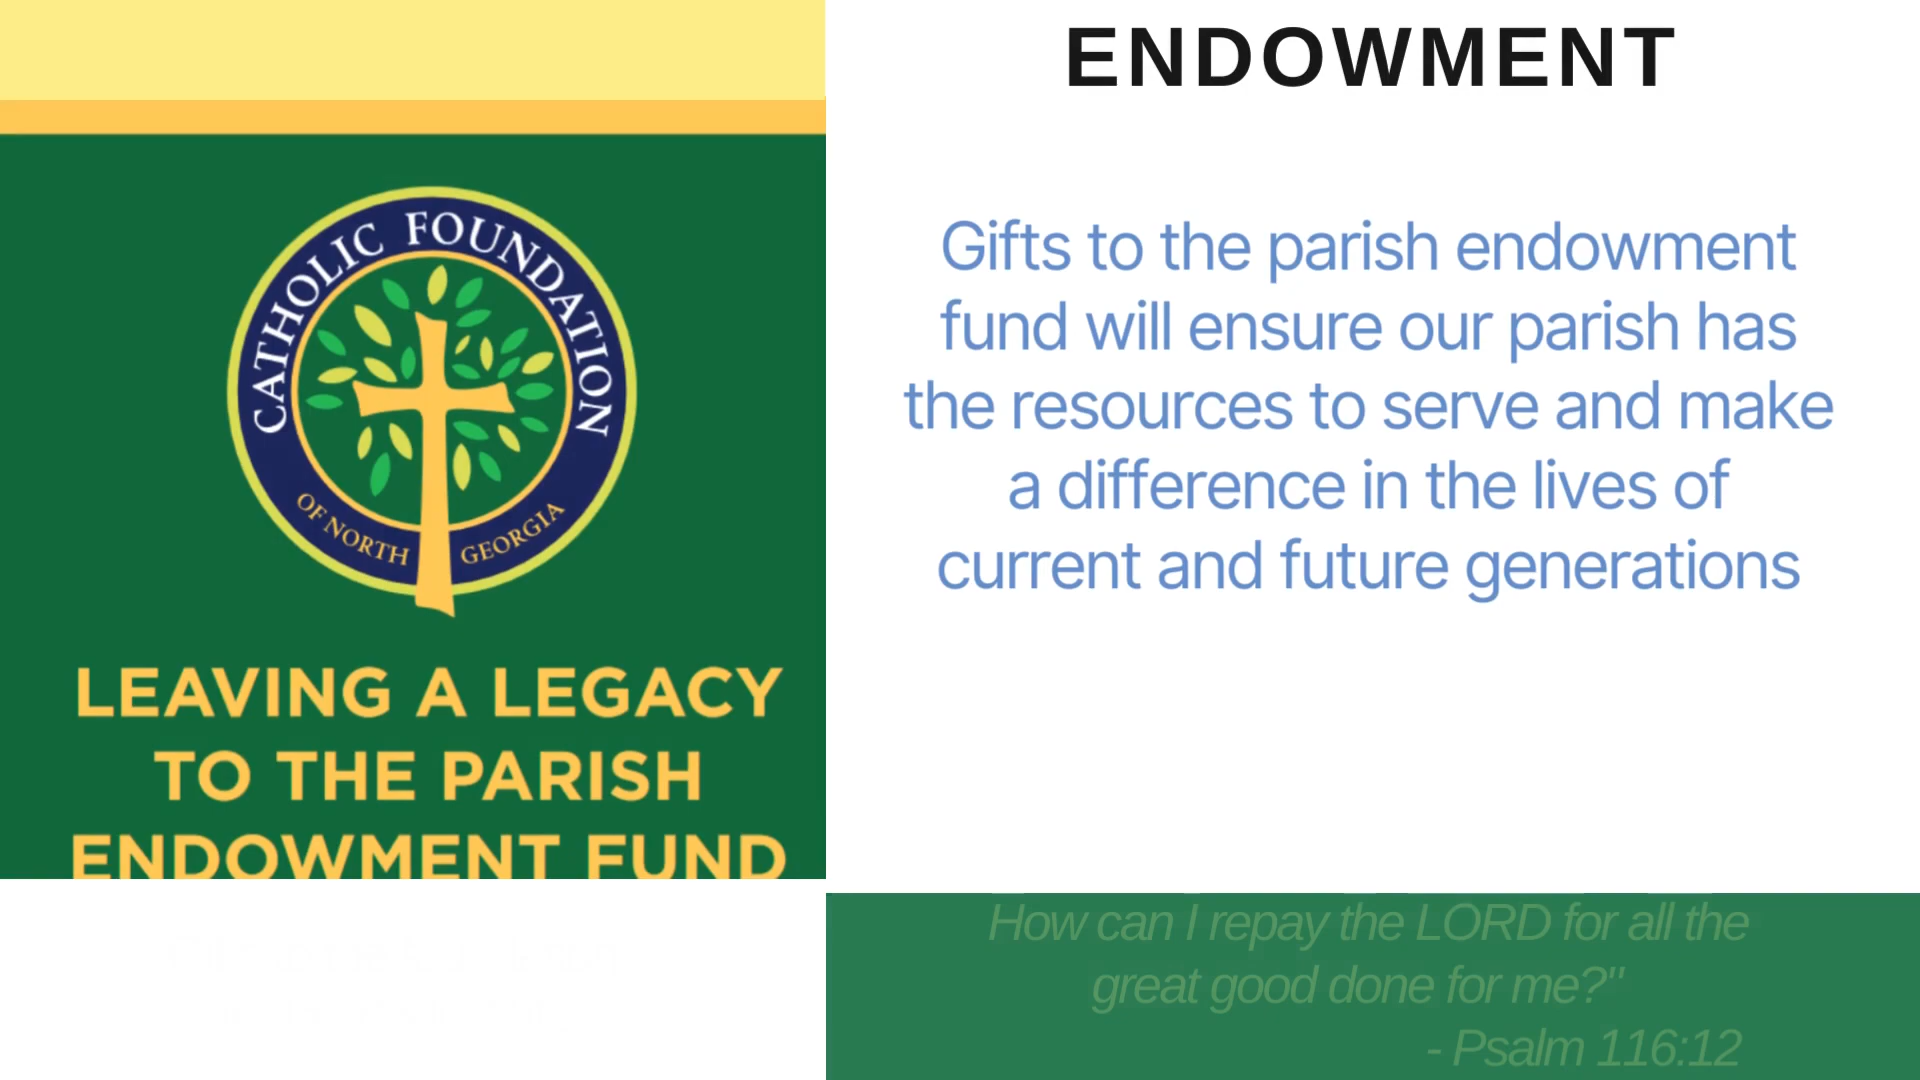 CATHOLIC FOUNDATION
OF NORTH GEORGIA
LEAVING A LEGACY
TO THE PARISH
ENDOWMENT FUND
ENDOWMENT
Gifts to the parish endowment
fund will ensure our parish has
the resources to serve and make
a difference in the lives of
current and future generations
How can I repay the LORD for all the
great good done for me?"
- Psalm 116:12